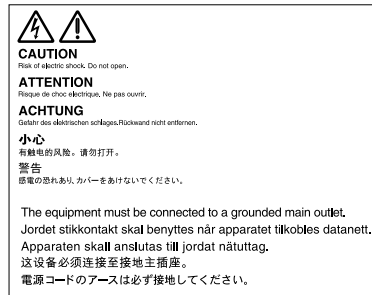 CAUTION
Risk of electric shock. Do not open.
ATTENTION
Risque de choc electrique. Ne pas ouvrir.
ACHTUNG
Gefahr des elektrischen schlages.Rückwand nicht entfernen.
小心
有触电的风险。请勿打开。
警告
感電の恐れあり、カバーをあけないでください。
The equipment must be connected to a grounded main outlet.
Jordet stikkontakt skal benyttes når apparatet tilkobles datanett.
Apparaten skall anslutas till jordat nätuttag.
这设备必须连接至接地主插座。
電源コードのアースは必ず接地してください。